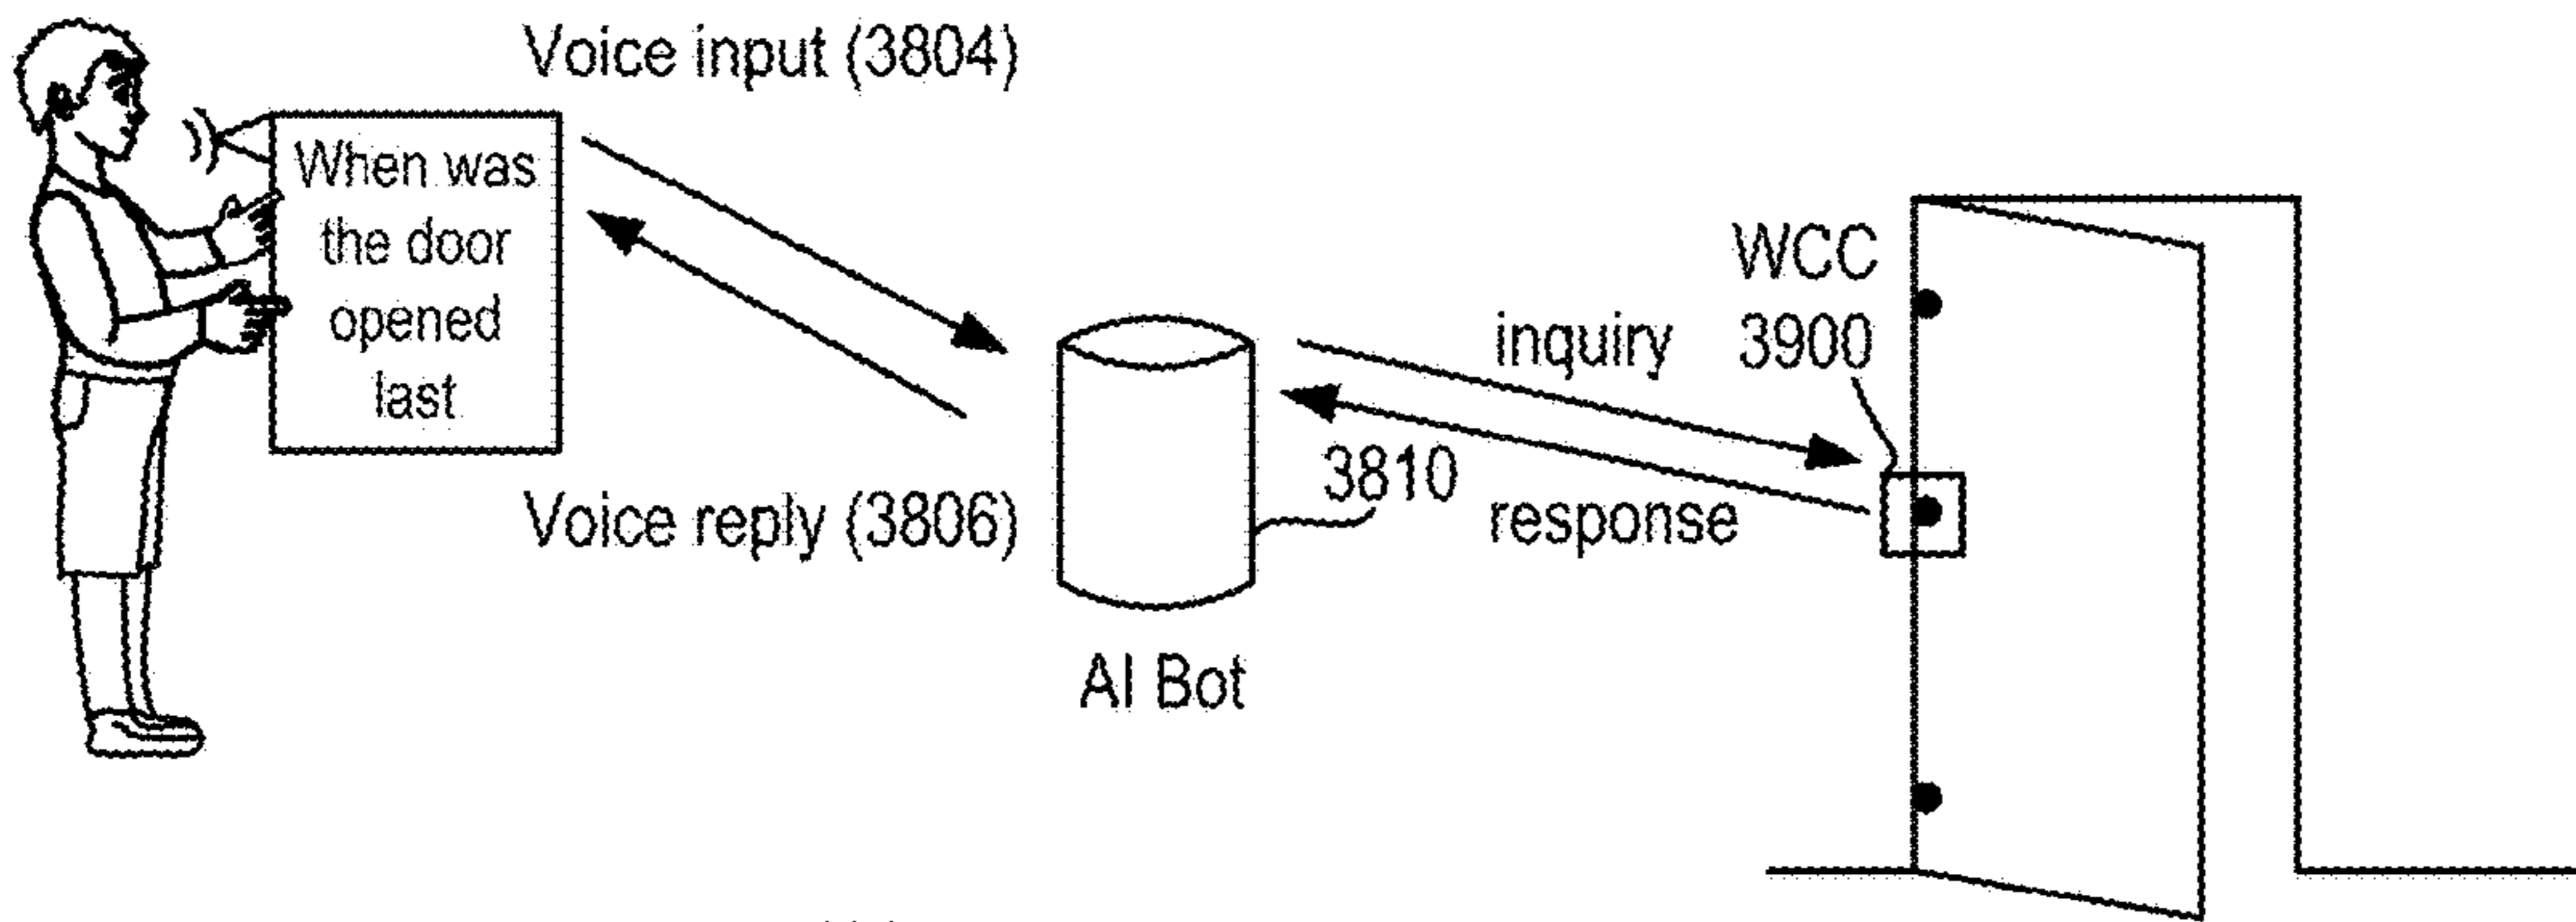 Voice input (3804)
When was
the door
opened
last
Voice reply (3806)
AI Bot
3810
inquiry
response
WCC
3900